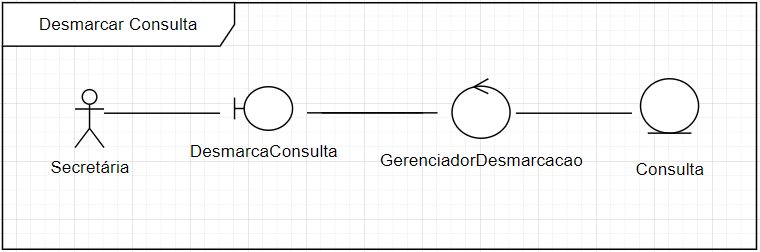 Desmarcar Consulta
Secretária
DesmarcaConsulta
GerenciadorDesmarcacao
Consulta